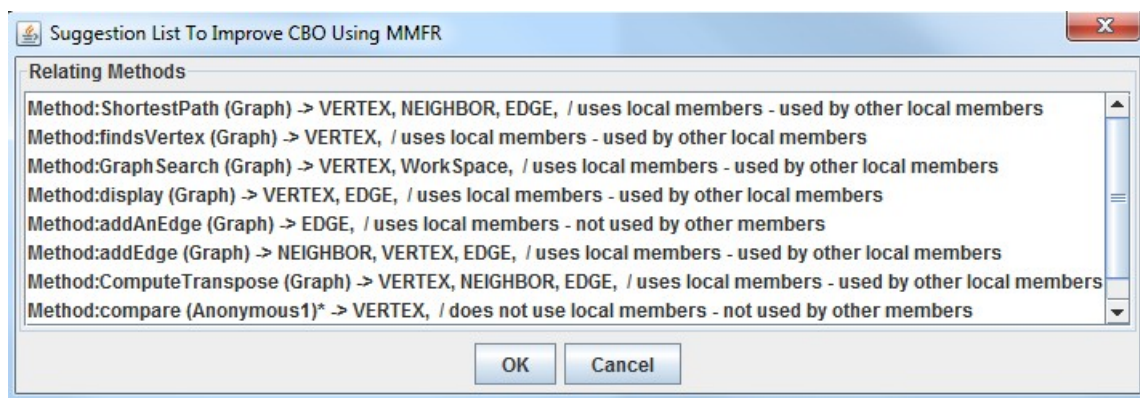 Suggestion List To Improve CBO Using MMFR
Relating Methods
Method:ShortestPath (Graph) -> VERTEX, NEIGHBOR, EDGE, / uses local members - used by other local members
Method:findsVertex (Graph) -> VERTEX, / uses local members - used by other local members
Method:GraphSearch (Graph) -> VERTEX, WorkSpace, / uses local members - used by other local members
Method:display (Graph) -> VERTEX, EDGE, / uses local members - used by other local members
Method:addAnEdge (Graph) -> EDGE, / uses local members - not used by other members
Method:addEdge (Graph) -> NEIGHBOR, VERTEX, EDGE, / uses local members - used by other local members
Method:ComputeTranspose (Graph) -> VERTEX, NEIGHBOR, EDGE, / uses local members - used by other local members
Method:compare (Anonymous1)* -> VERTEX, / does not use local members - not used by other members
OK Cancel